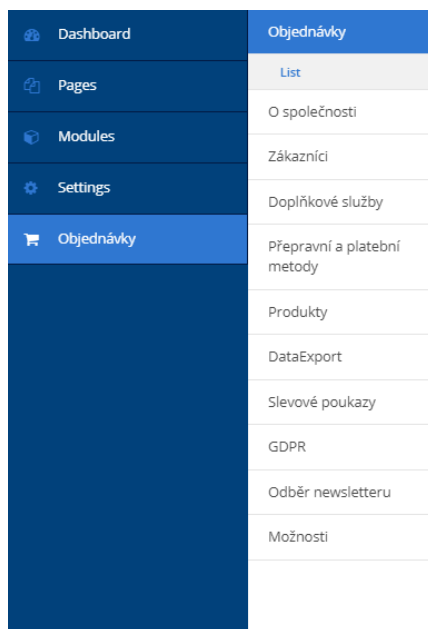 Dashboard
Pages
Modules
Settings
Objednávky
Objednávky
List
O společnosti
Zákazníci
Doplňkové služby
Přepravní a platební
metody
Produkty
DataExport
Slevové poukazy
GDPR
Odběr newsletteru
Možnosti